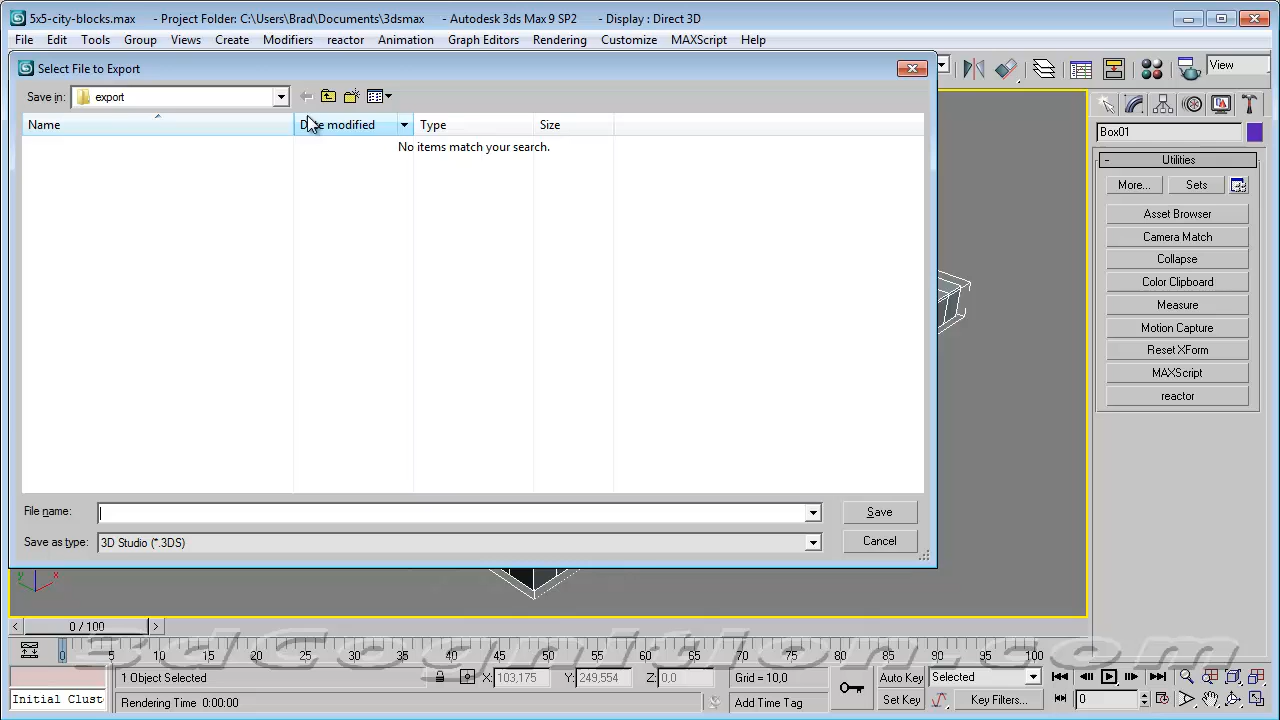 5x5-city-blocks.max - Project Folder: C:\Users\Brad\Documents\3dsmax - Autodesk 3ds Max 9 SP2 - Display : Direct 3D
File Edit Tools Group Views Create Modifiers reactor Animation Graph Editors Rendering Customize MAXScript Help
Select File to Export
View
Save in: export
Name Date modified Type Size
No items match your search.
Box01
- Utilities
More... Sets
Asset Browser
Camera Match
Collapse
Color Clipboard
Measure
Motion Capture
Reset XForm
MAXScript
reactor
File name: Save
Save as type: 3D Studio (*.3DS) Cancel
y x
< 0 / 100 >
0 5 10 15 20 25 30 35 40 45 50 55 60 65 70 75 80 85 90 95 100
3dCognition.com
1 Object Selected X: 103.175 Y: 249.554 Z: 0.0 Grid = 10.0 Auto Key Selected
Initial Clust Rendering Time 0:00:00 Add Time Tag Set Key Key Filters... 0